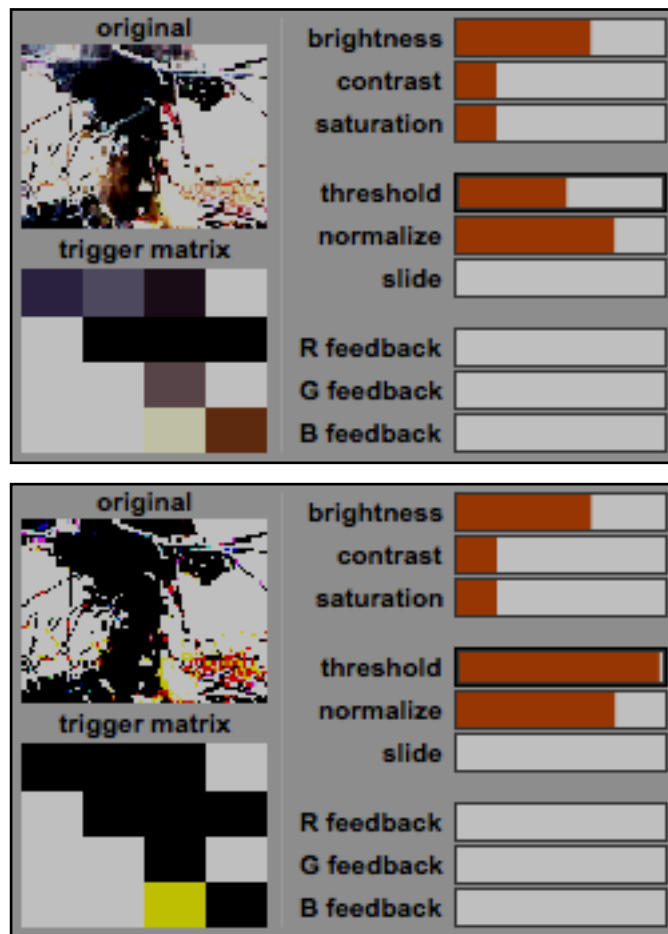 original
brightness
contrast
saturation
threshold
trigger matrix
normalize
slide
R feedback
G feedback
B feedback
original
brightness
contrast
saturation
threshold
trigger matrix
normalize
slide
R feedback
G feedback
B feedback